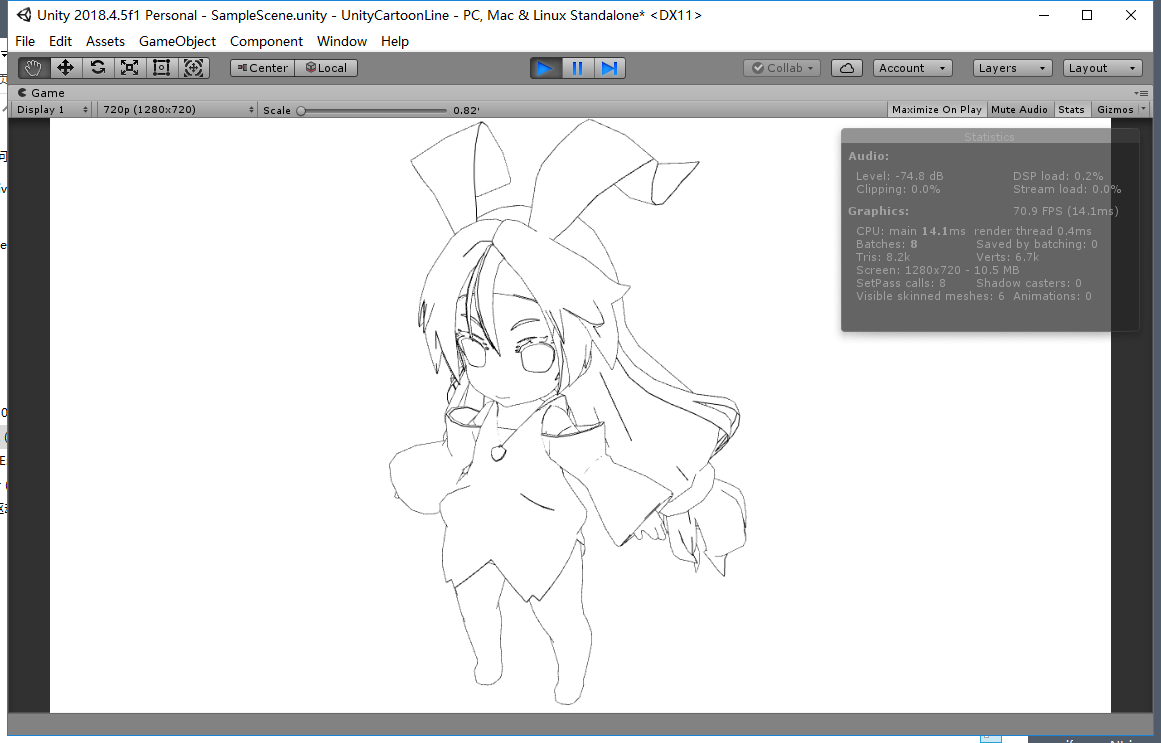 Unity 2018.4.5f1 Personal - SampleScene.unity - UnityCartoonLine - PC, Mac & Linux Standalone* <DX11>
File Edit Assets GameObject Component Window Help
Center Local Collab Account Layers Layout
Game
Display 1 720p (1280x720) Scale 0.82' Maximize On Play Mute Audio Stats Gizmos
Statistics
Audio:
Level: -74.8 dB DSP load: 0.2%
Clipping: 0.0% Stream load: 0.0%
Graphics: 70.9 FPS (14.1ms)
CPU: main 14.1ms render thread 0.4ms
Batches: 8 Saved by batching: 0
Tris: 8.2k Verts: 6.7k
Screen: 1280x720 - 10.5 MB
SetPass calls: 8 Shadow casters: 0
Visible skinned meshes: 6 Animations: 0